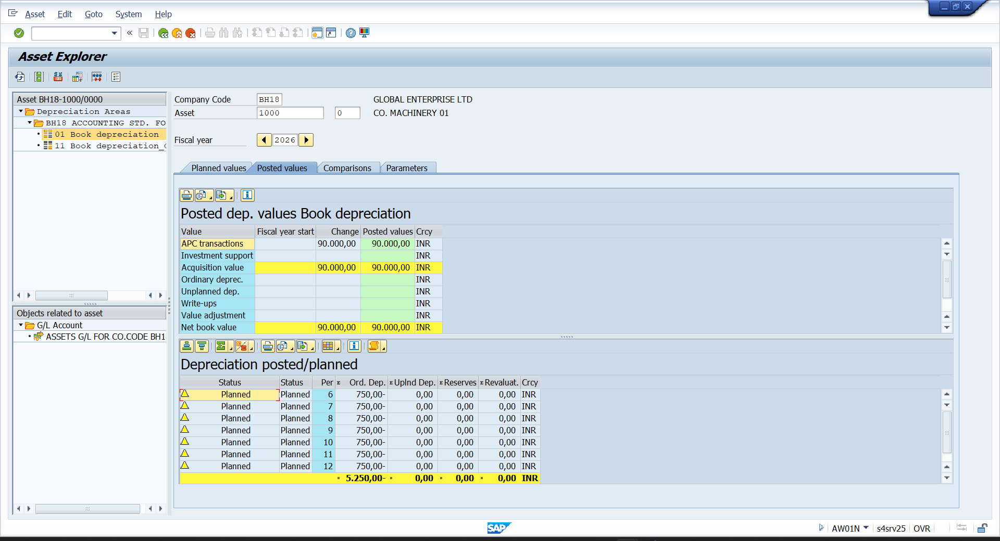 Asset Edit Goto System Help
Asset Explorer
Asset BH18-1000/0000
Depreciation Areas
BH18 ACCOUNTING STD. FO
01 Book depreciation
11 Book depreciation_
Objects related to asset
G/L Account
ASSETS G/L FOR CO.CODE BH1
Company Code BH18 GLOBAL ENTERPRISE LTD
Asset 1000 0 CO. MACHINERY 01
Fiscal year 2026
Planned values Posted values Comparisons Parameters
Posted dep. values Book depreciation
Value Fiscal year start Change Posted values Crcy
APC transactions 90.000,00 90.000,00 INR
Investment support INR
Acquisition value 90.000,00 90.000,00 INR
Ordinary deprec. INR
Unplanned dep. INR
Write-ups INR
Value adjustment INR
Net book value 90.000,00 90.000,00 INR
Depreciation posted/planned
Status Status Per Σ Ord. Dep. Σ Uplnd Dep. Σ Reserves Σ Revaluat. Crcy
Planned Planned 6 750,00- 0,00 0,00 0,00 INR
Planned Planned 7 750,00- 0,00 0,00 0,00 INR
Planned Planned 8 750,00- 0,00 0,00 0,00 INR
Planned Planned 9 750,00- 0,00 0,00 0,00 INR
Planned Planned 10 750,00- 0,00 0,00 0,00 INR
Planned Planned 11 750,00- 0,00 0,00 0,00 INR
Planned Planned 12 750,00- 0,00 0,00 0,00 INR
▪ 5.250,00- ▪ 0,00 ▪ 0,00 ▪ 0,00 INR
SAP
AW01N s4srv25 OVR